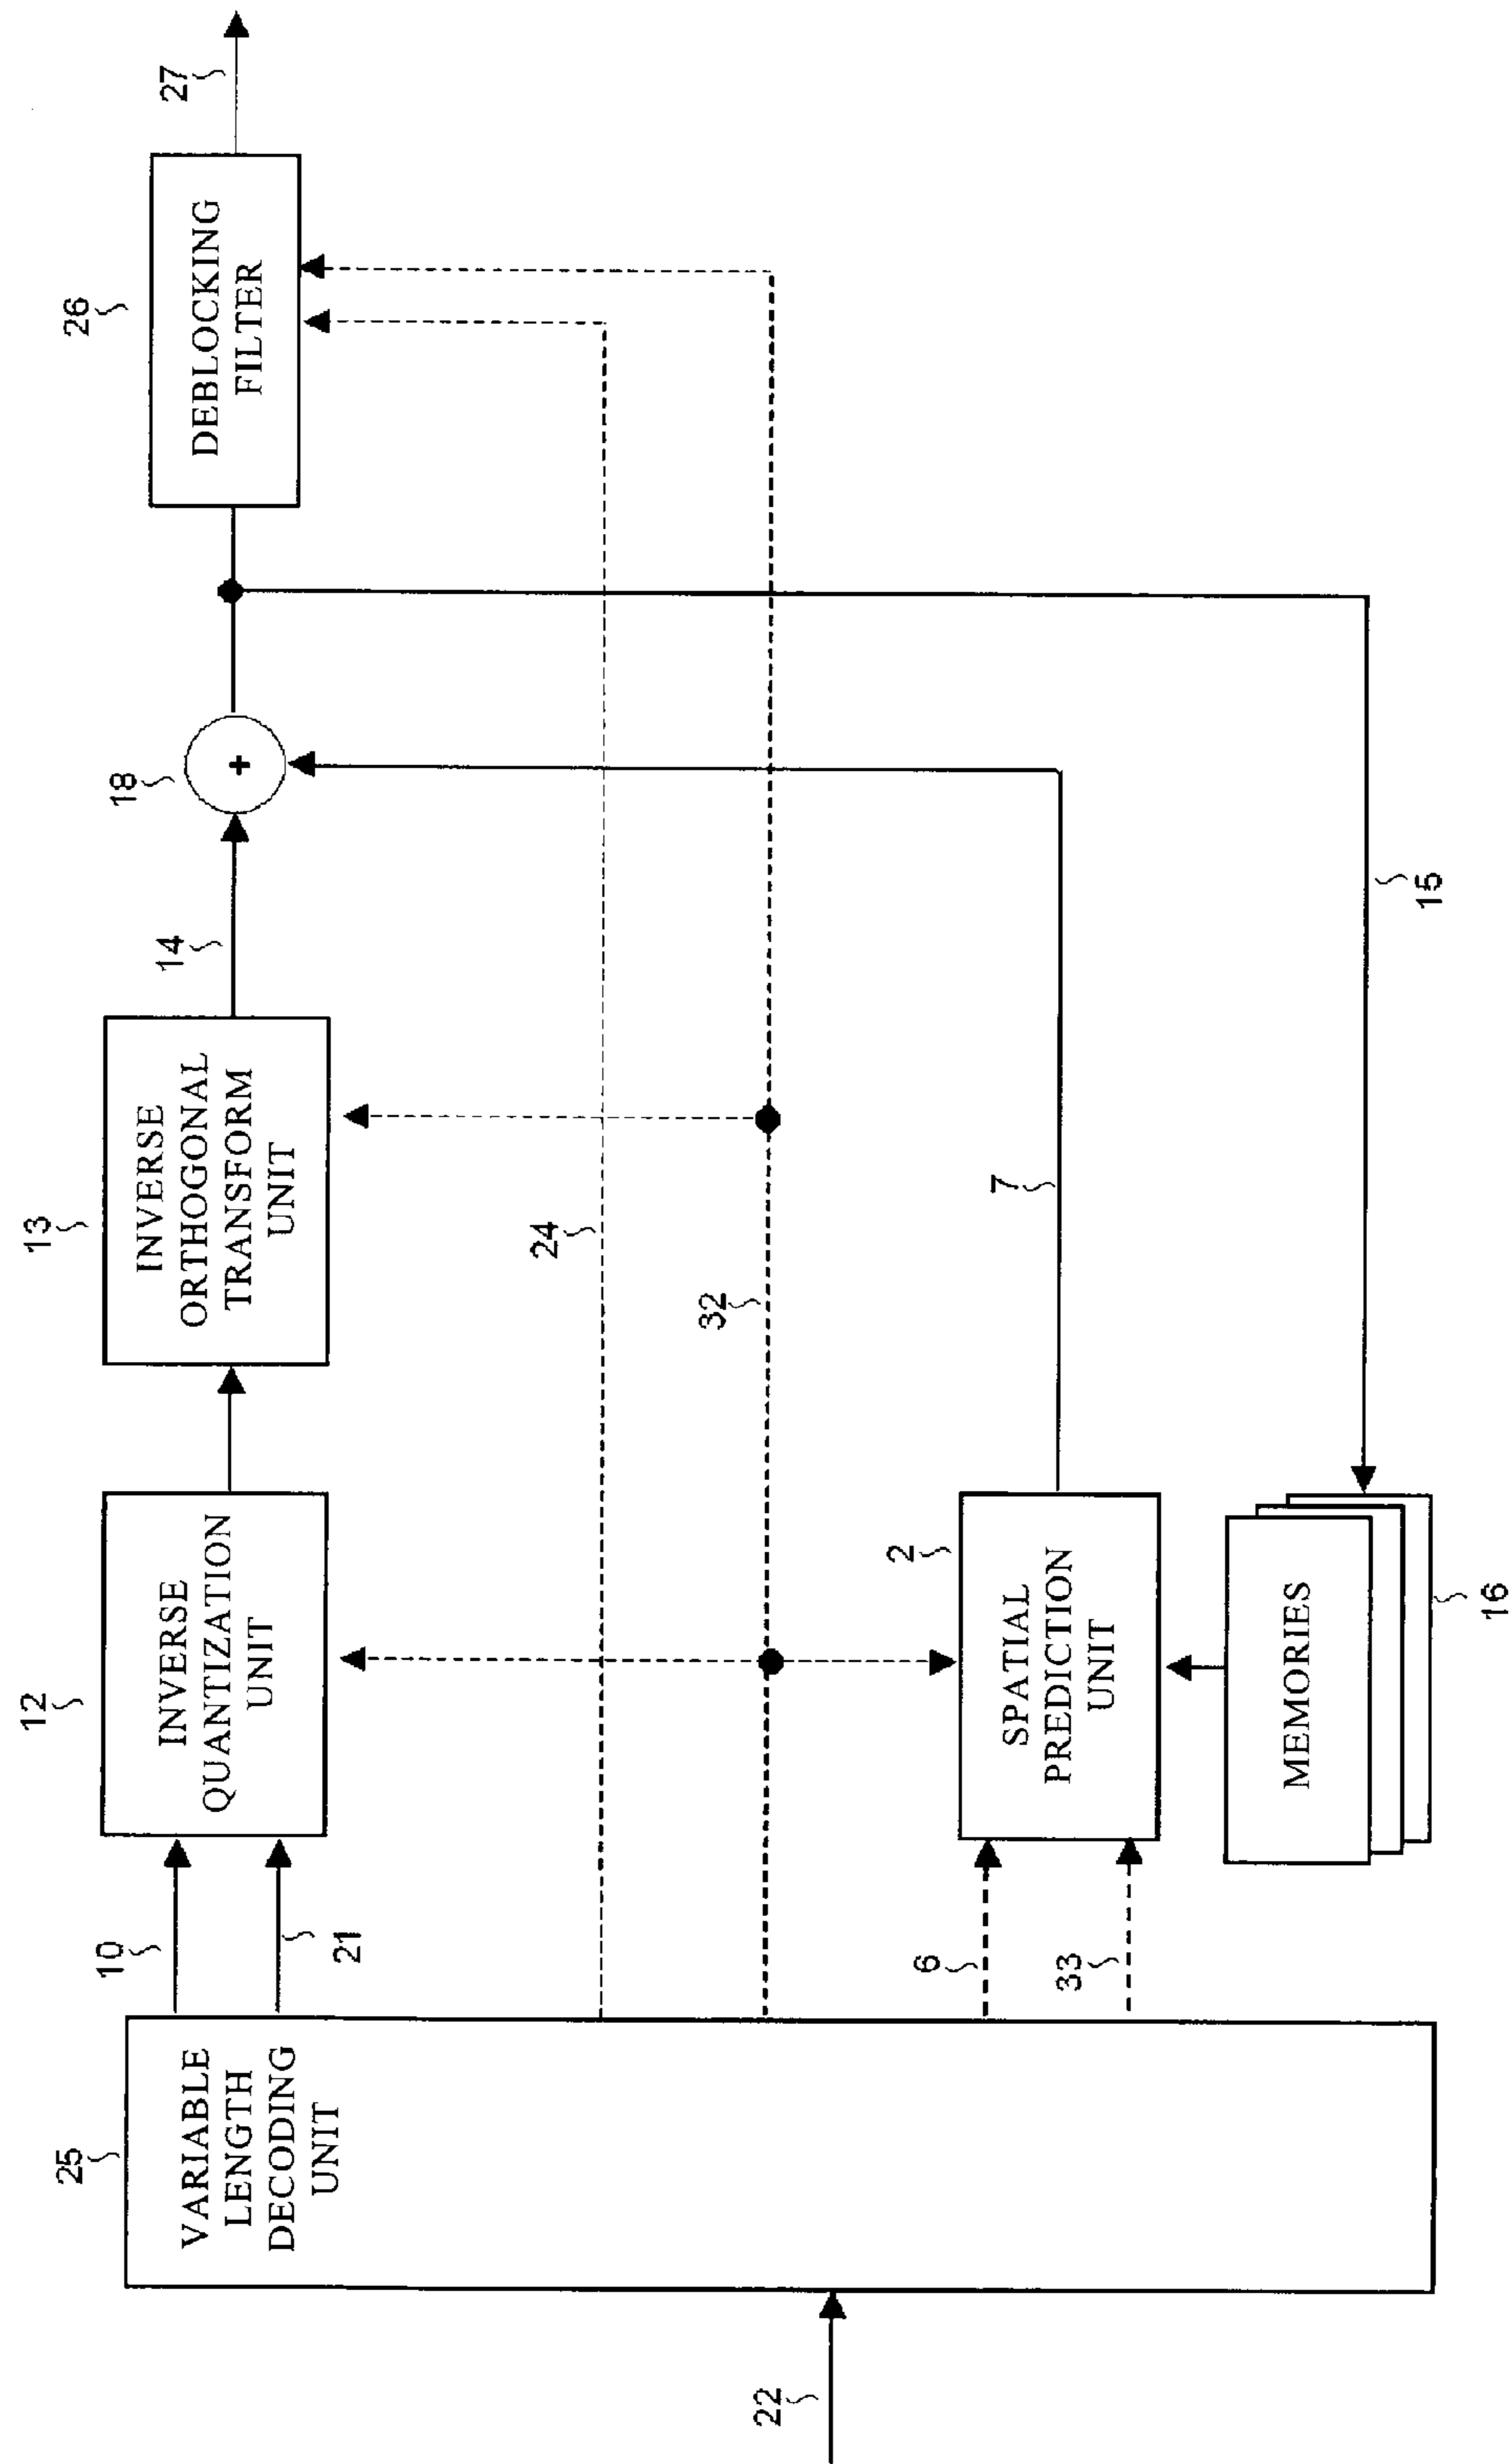 25
VARIABLE
LENGTH
DECODING
UNIT
22
10
21
12
INVERSE
QUANTIZATION
UNIT
13
INVERSE
ORTHOGONAL
TRANSFORM
UNIT
14
18
+
26
DEBLOCKING
FILTER
27
24
32
6
33
2
SPATIAL
PREDICTION
UNIT
7
MEMORIES
16
15